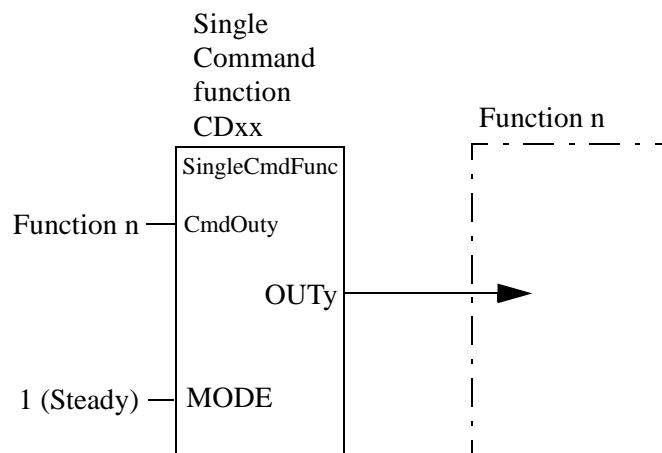 Single
Command
function
CDxx
Function n
SingleCmdFunc
Function n
CmdOuty
OUTy
1 (Steady)
MODE